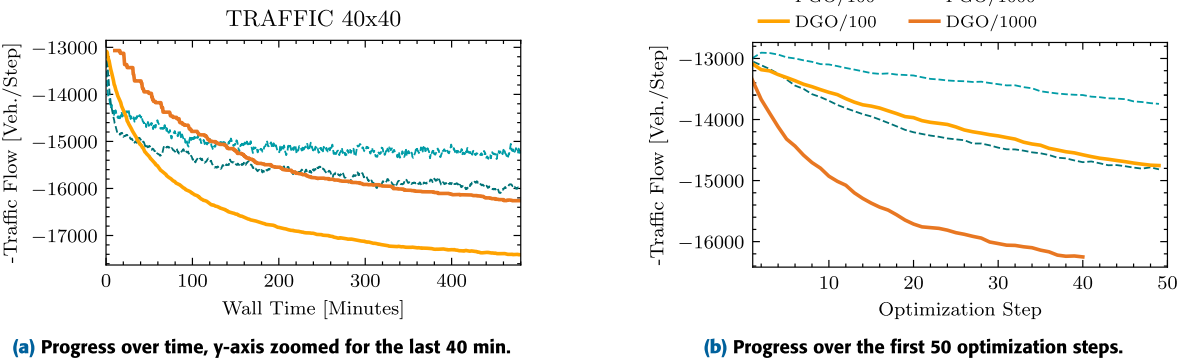 TRAFFIC 40x40
-Traffic Flow [Veh./Step]
−13000
−14000
−15000
−16000
−17000
0 100 200 300 400
Wall Time [Minutes]
(a) Progress over time, y-axis zoomed for the last 40 min.
DGO/100 DGO/1000
-Traffic Flow [Veh./Step]
−13000
−14000
−15000
−16000
10 20 30 40 50
Optimization Step
(b) Progress over the first 50 optimization steps.